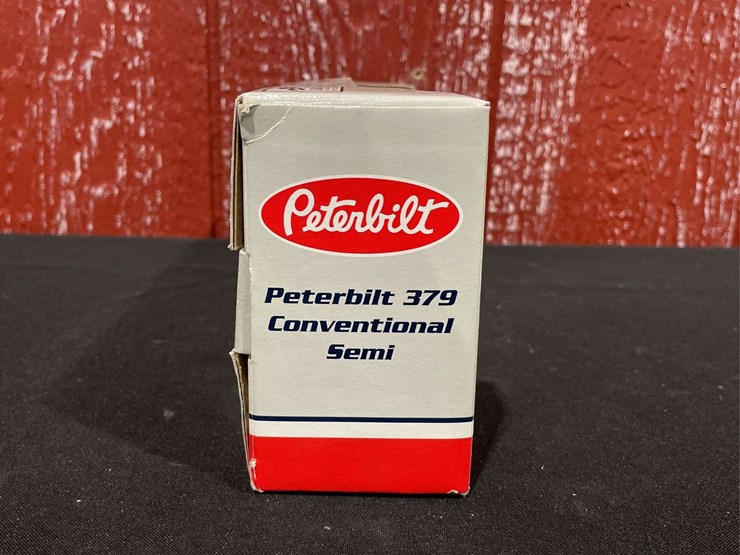 Peterbilt
Peterbilt 379
Conventional
Semi